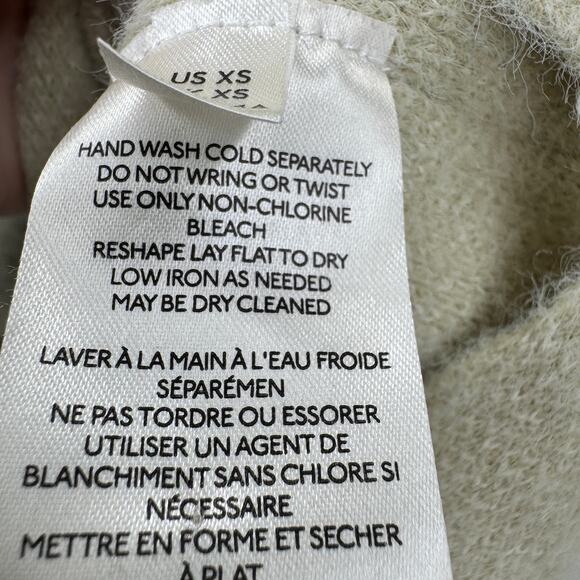 US XS
XS
HAND WASH COLD SEPARATELY
DO NOT WRING OR TWIST
USE ONLY NON-CHLORINE
BLEACH
RESHAPE LAY FLAT TO DRY
LOW IRON AS NEEDED
MAY BE DRY CLEANED
LAVER À LA MAIN À L'EAU FROIDE
SÉPARÉMEN
NE PAS TORDRE OU ESSORER
UTILISER UN AGENT DE
BLANCHIMENT SANS CHLORE SI
NÉCESSAIRE
METTRE EN FORME ET SECHER
À PLAT